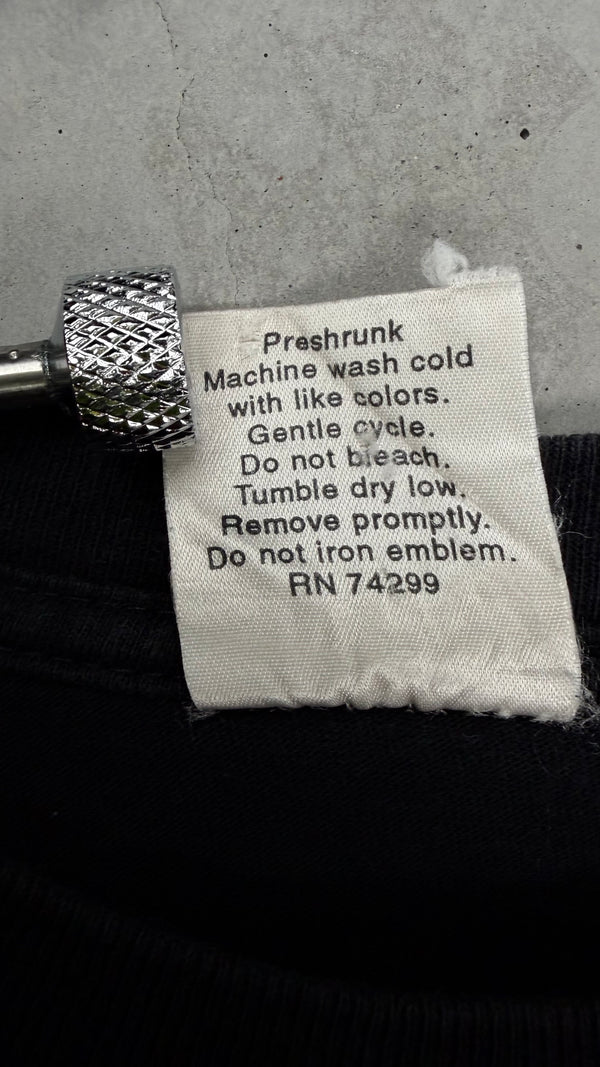 Preshrunk
Machine wash cold
with like colors.
Gentle cycle.
Do not bleach.
Tumble dry low.
Remove promptly.
Do not iron emblem.
RN 74299